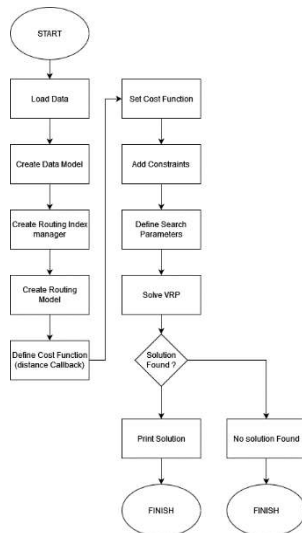 START
Load Data
Create Data Model
Create Routing Index
manager
Create Routing
Model
Define Cost Function
(distance Callback)
Set Cost Function
Add Constraints
Define Search
Parameters
Solve VRP
Solution
Found ?
Print Solution
No solution Found
FINISH
FINISH